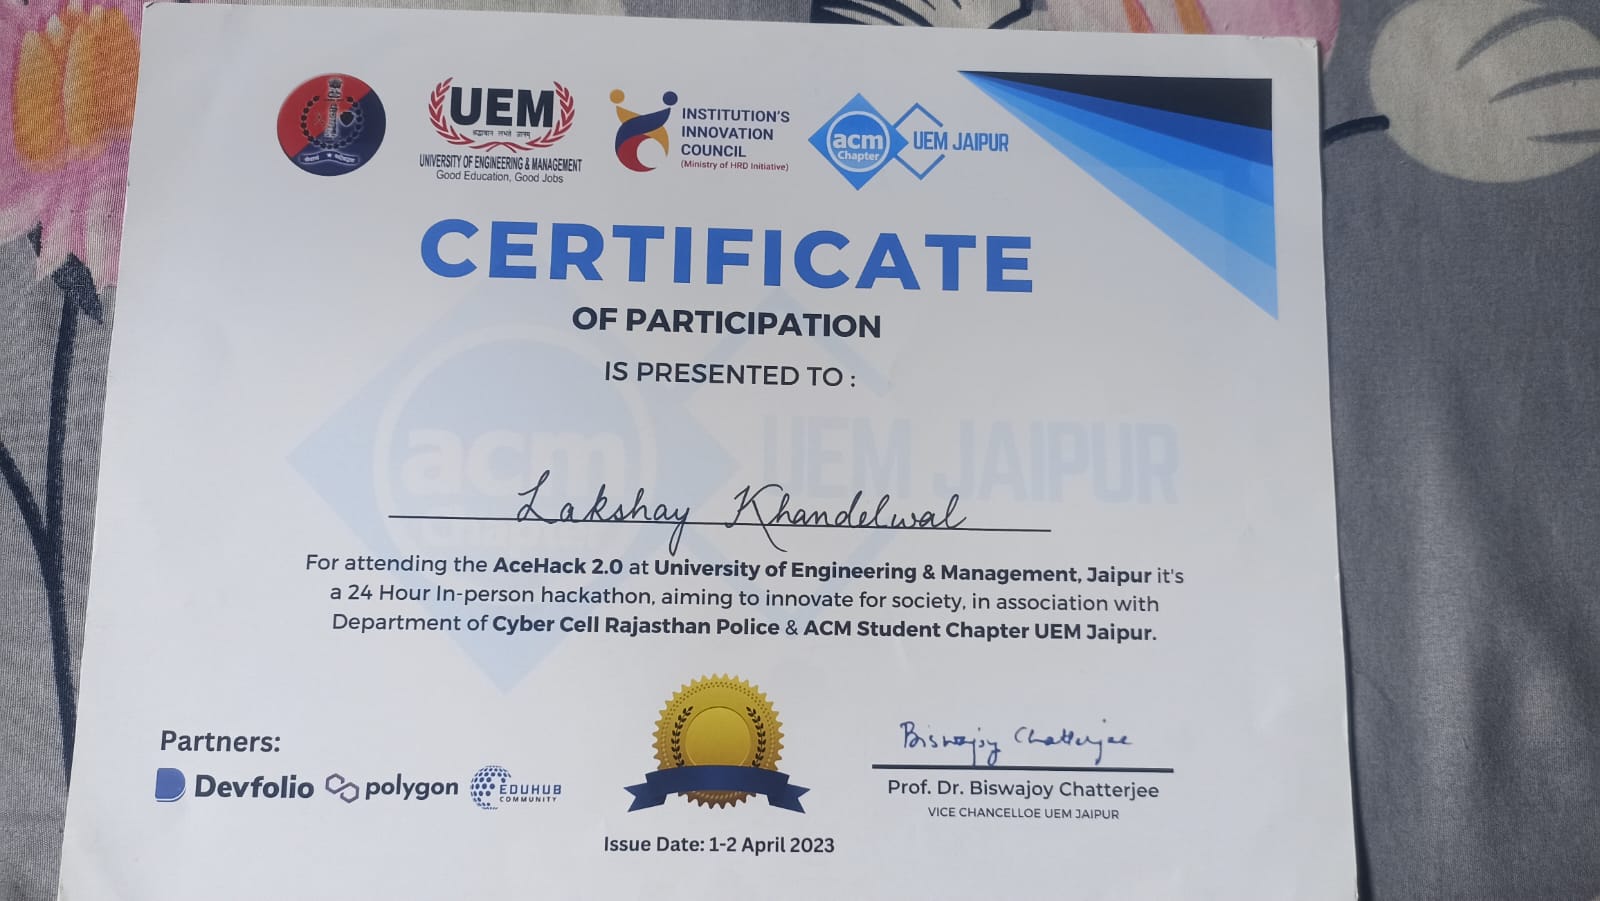 UEM
श्रद्धावान लभते ज्ञानम्
UNIVERSITY OF ENGINEERING & MANAGEMENT
Good Education, Good Jobs
INSTITUTION'S
INNOVATION
COUNCIL
(Ministry of HRD Initiative)
acm
Chapter
UEM JAIPUR
CERTIFICATE
OF PARTICIPATION
IS PRESENTED TO :
acm
Chapter
UEM JAIPUR
Lakshay Khandelwal
For attending the AceHack 2.0 at University of Engineering & Management, Jaipur it's
a 24 Hour In-person hackathon, aiming to innovate for society, in association with
Department of Cyber Cell Rajasthan Police & ACM Student Chapter UEM Jaipur.
Partners:
Devfolio
polygon
EDUHUB
COMMUNITY
Biswajoy Chatterjee
Prof. Dr. Biswajoy Chatterjee
VICE CHANCELLOE UEM JAIPUR
Issue Date: 1-2 April 2023